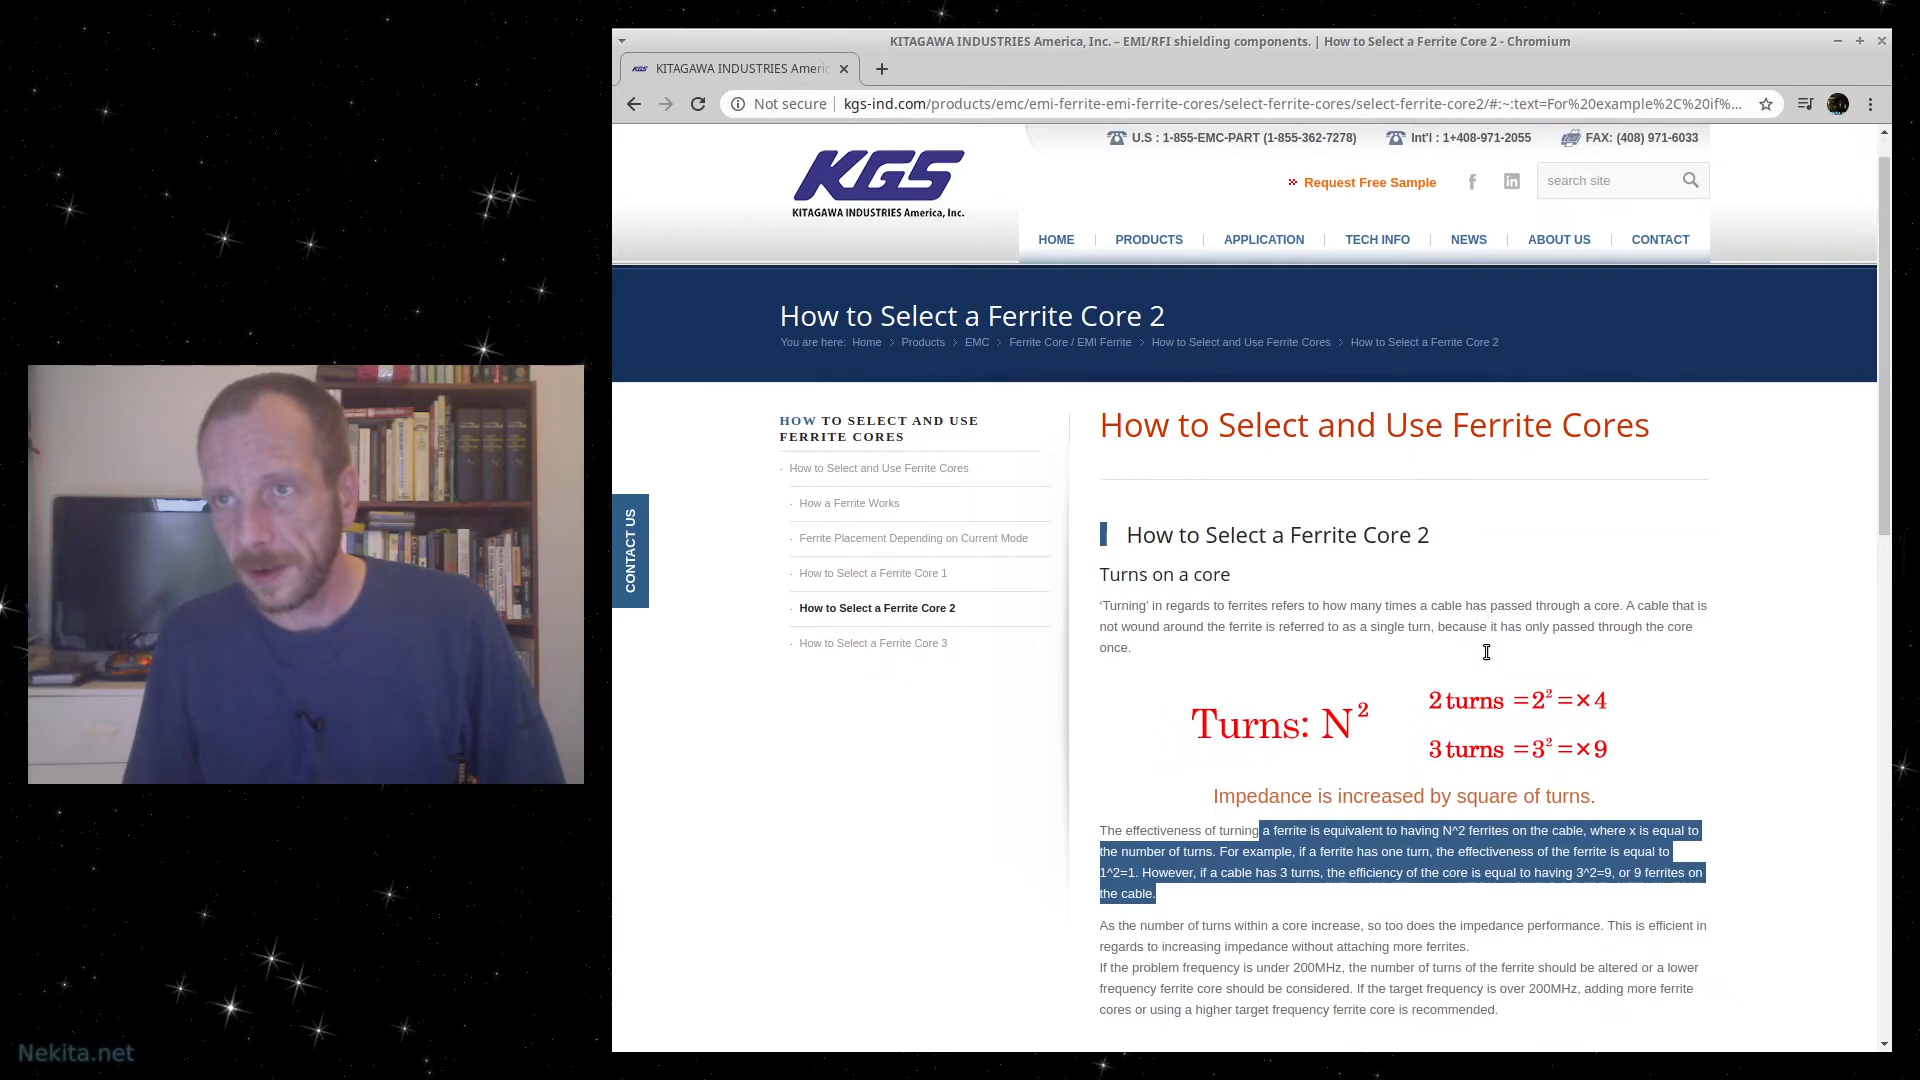 KITAGAWA INDUSTRIES America, Inc. – EMI/RFI shielding components. | How to Select a Ferrite Core 2 - Chromium
KITAGAWA INDUSTRIES Ameri
Not secure
kgs-ind.com/products/emc/emi-ferrite-emi-ferrite-cores/select-ferrite-cores/select-ferrite-core2/#:~:text=For%20example%2C%20if%...
U.S : 1-855-EMC-PART (1-855-362-7278)
Int'l : 1+408-971-2055
FAX: (408) 971-6033
KGS
KITAGAWA INDUSTRIES America, Inc.
Request Free Sample
search site
HOME
PRODUCTS
APPLICATION
TECH INFO
NEWS
ABOUT US
CONTACT
How to Select a Ferrite Core 2
You are here: Home > Products > EMC > Ferrite Core / EMI Ferrite > How to Select and Use Ferrite Cores > How to Select a Ferrite Core 2
CONTACT US
HOW TO SELECT AND USE
FERRITE CORES
How to Select and Use Ferrite Cores
How a Ferrite Works
Ferrite Placement Depending on Current Mode
How to Select a Ferrite Core 1
How to Select a Ferrite Core 2
How to Select a Ferrite Core 3
How to Select and Use Ferrite Cores
How to Select a Ferrite Core 2
Turns on a core
‘Turning’ in regards to ferrites refers to how many times a cable has passed through a core. A cable that is
not wound around the ferrite is referred to as a single turn, because it has only passed through the core
once.
Turns: N²
2 turns =2²=×4
3 turns =3²=×9
Impedance is increased by square of turns.
The effectiveness of turning a ferrite is equivalent to having N^2 ferrites on the cable, where x is equal to
the number of turns. For example, if a ferrite has one turn, the effectiveness of the ferrite is equal to
1^2=1. However, if a cable has 3 turns, the efficiency of the core is equal to having 3^2=9, or 9 ferrites on
the cable.
As the number of turns within a core increase, so too does the impedance performance. This is efficient in
regards to increasing impedance without attaching more ferrites.
If the problem frequency is under 200MHz, the number of turns of the ferrite should be altered or a lower
frequency ferrite core should be considered. If the target frequency is over 200MHz, adding more ferrite
cores or using a higher target frequency ferrite core is recommended.
Nekita.net